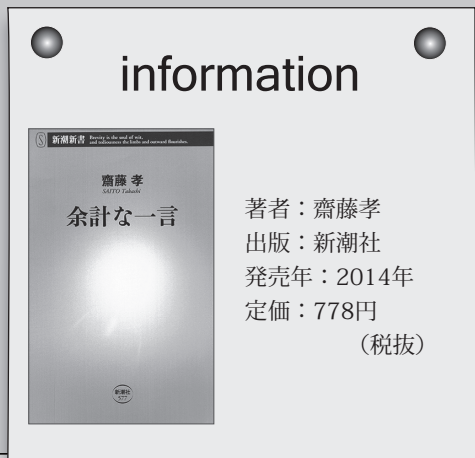 information
新潮新書
Brevity is the soul of wit,
and tediousness the limbs and outward flourishes.
齋藤 孝
SAITO Takashi
余計な一言
新潮社
577
著者：齋藤孝
出版：新潮社
発売年：2014年
定価：778円
（税抜）